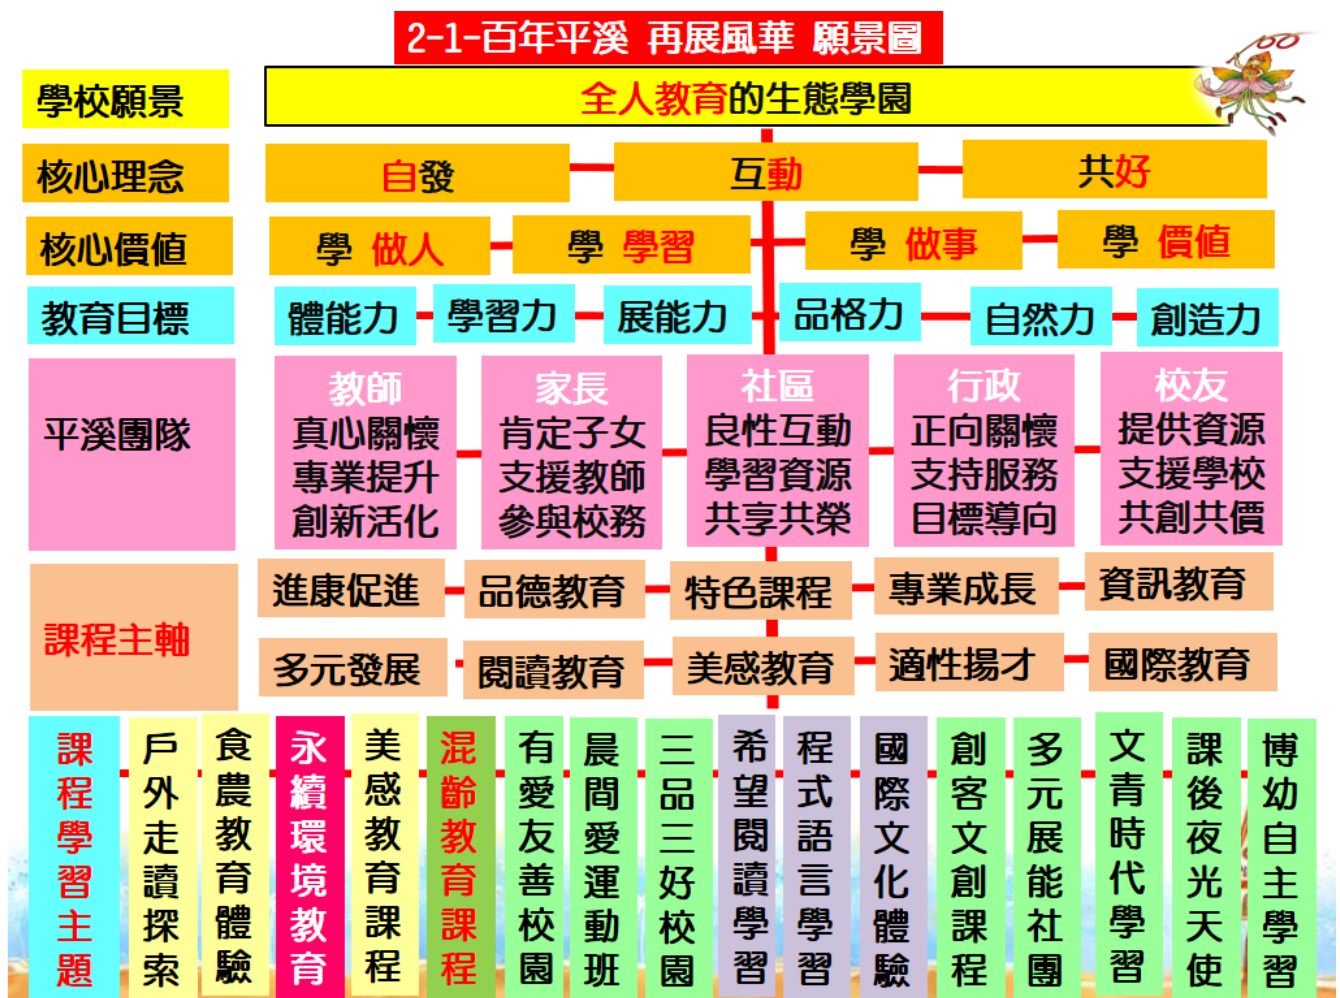 2-1-百年平溪 再展風華 願景圖
學校願景
全人教育的生態學園
核心理念
自發
互動
共好
核心價值
學 做人
學 學習
學 做事
學 價值
教育目標
體能力
學習力
展能力
品格力
自然力
創造力
平溪團隊
教師
真心關懷
專業提升
創新活化
家長
肯定子女
支援教師
參與校務
社區
良性互動
學習資源
共享共榮
行政
正向關懷
支持服務
目標導向
校友
提供資源
支援學校
共創共價
課程主軸
進康促進
品德教育
特色課程
專業成長
資訊教育
多元發展
閱讀教育
美感教育
適性揚才
國際教育
課程學習主題
戶外走讀探索
食農教育體驗
永續環境教育
美感教育課程
混齡教育課程
有愛友善校園
晨間愛運動班
三品三好校園
希望閱讀學習
程式語言學習
國際文化體驗
創客文創課程
多元展能社團
文青時代學習
課後夜光天使
博幼自主學習